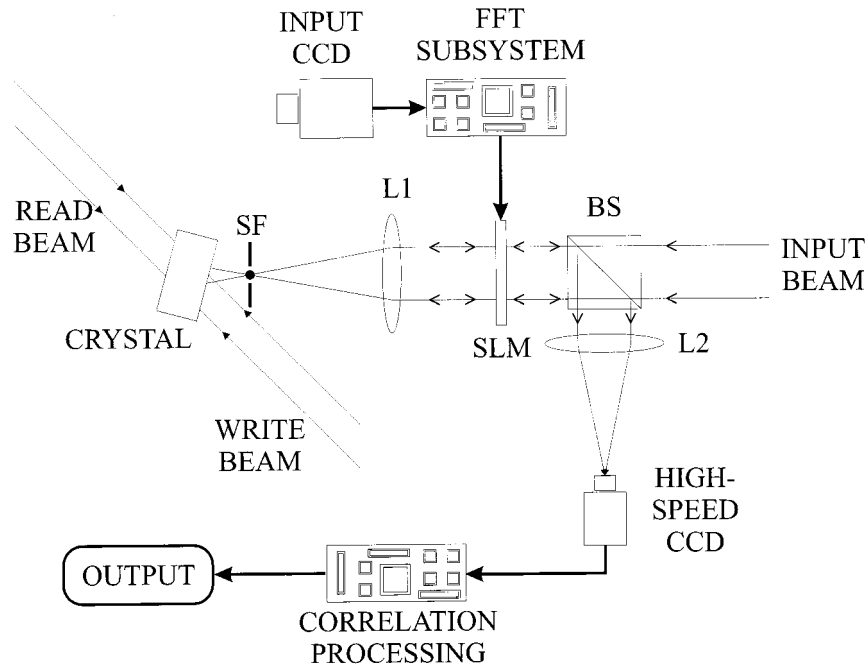 INPUT
CCD
FFT
SUBSYSTEM
L1
BS
READ
BEAM
SF
INPUT
BEAM
CRYSTAL
SLM
L2
WRITE
BEAM
HIGH-
SPEED
CCD
OUTPUT
CORRELATION
PROCESSING